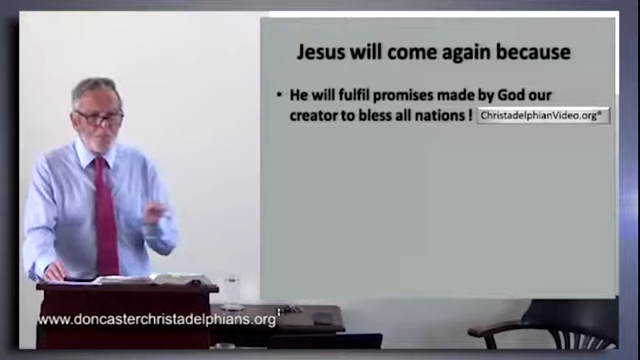 Jesus will come again because
• He will fulfil promises made by God our
creator to bless all nations !
ChristadelphianVideo.org®
www.doncasterchristadelphians.org